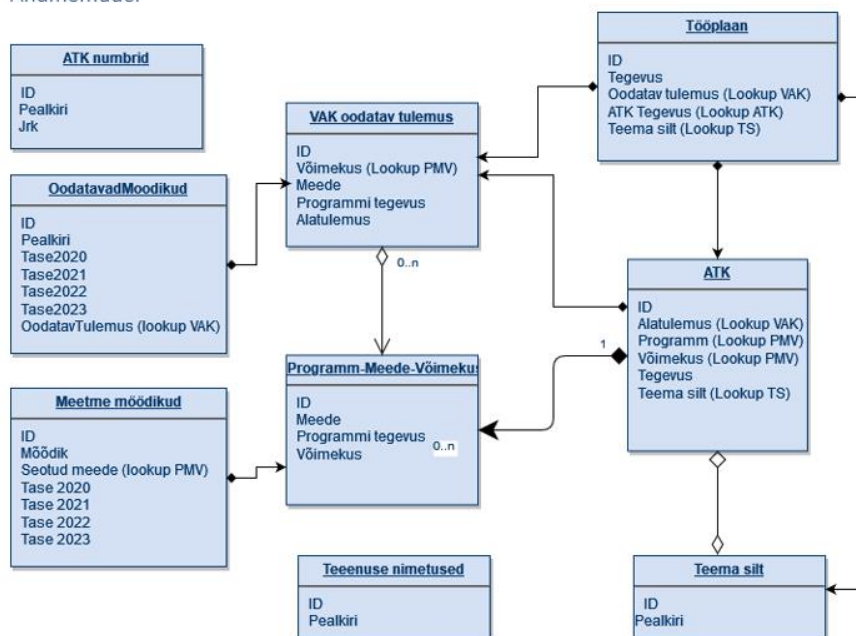 ATK numbrid
ID
Pealkiri
Jrk
OodatavadMoodikud
ID
Pealkiri
Tase2020
Tase2021
Tase2022
Tase2023
OodatavTulemus (lookup VAK)
Meetme möödikud
ID
Mõõdik
Seotud meede (lookup PMV)
Tase 2020
Tase 2021
Tase 2022
Tase 2023
VAK oodatav tulemus
ID
Võimekus (Lookup PMV)
Meede
Programmi tegevus
Alatulemus
0..n
Programm-Meede-Võimekus
ID
Meede
Programmi tegevus
Võimekus
0..n
1
Teeenuse nimetused
ID
Pealkiri
Tööplaan
ID
Tegevus
Oodatav tulemus (Lookup VAK)
ATK Tegevus (Lookup ATK)
Teema silt (Lookup TS)
ATK
ID
Alatulemus (Lookup VAK)
Programm (Lookup PMV)
Võimekus (Lookup PMV)
Tegevus
Teema silt (Lookup TS)
Teema silt
ID
Pealkiri